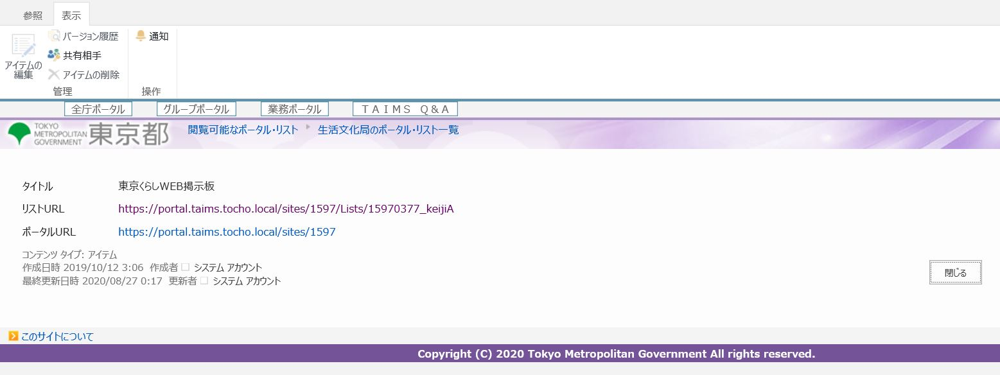 参照 表示
バージョン履歴 通知
共有相手
アイテムの編集
アイテムの削除
管理 操作
全庁ポータル グループポータル 業務ポータル ＴＡＩＭＳ Ｑ＆Ａ
TOKYO METROPOLITAN GOVERNMENT 東京都 閲覧可能なポータル・リスト 生活文化局のポータル・リスト一覧
タイトル 東京くらしWEB掲示板
リストURL https://portal.taims.tocho.local/sites/1597/Lists/15970377_keijiA
ポータルURL https://portal.taims.tocho.local/sites/1597
コンテンツ タイプ: アイテム
作成日時 2019/10/12 3:06 作成者 システム アカウント
最終更新日時 2020/08/27 0:17 更新者 システム アカウント
閉じる
このサイトについて
Copyright (C) 2020 Tokyo Metropolitan Government All rights reserved.